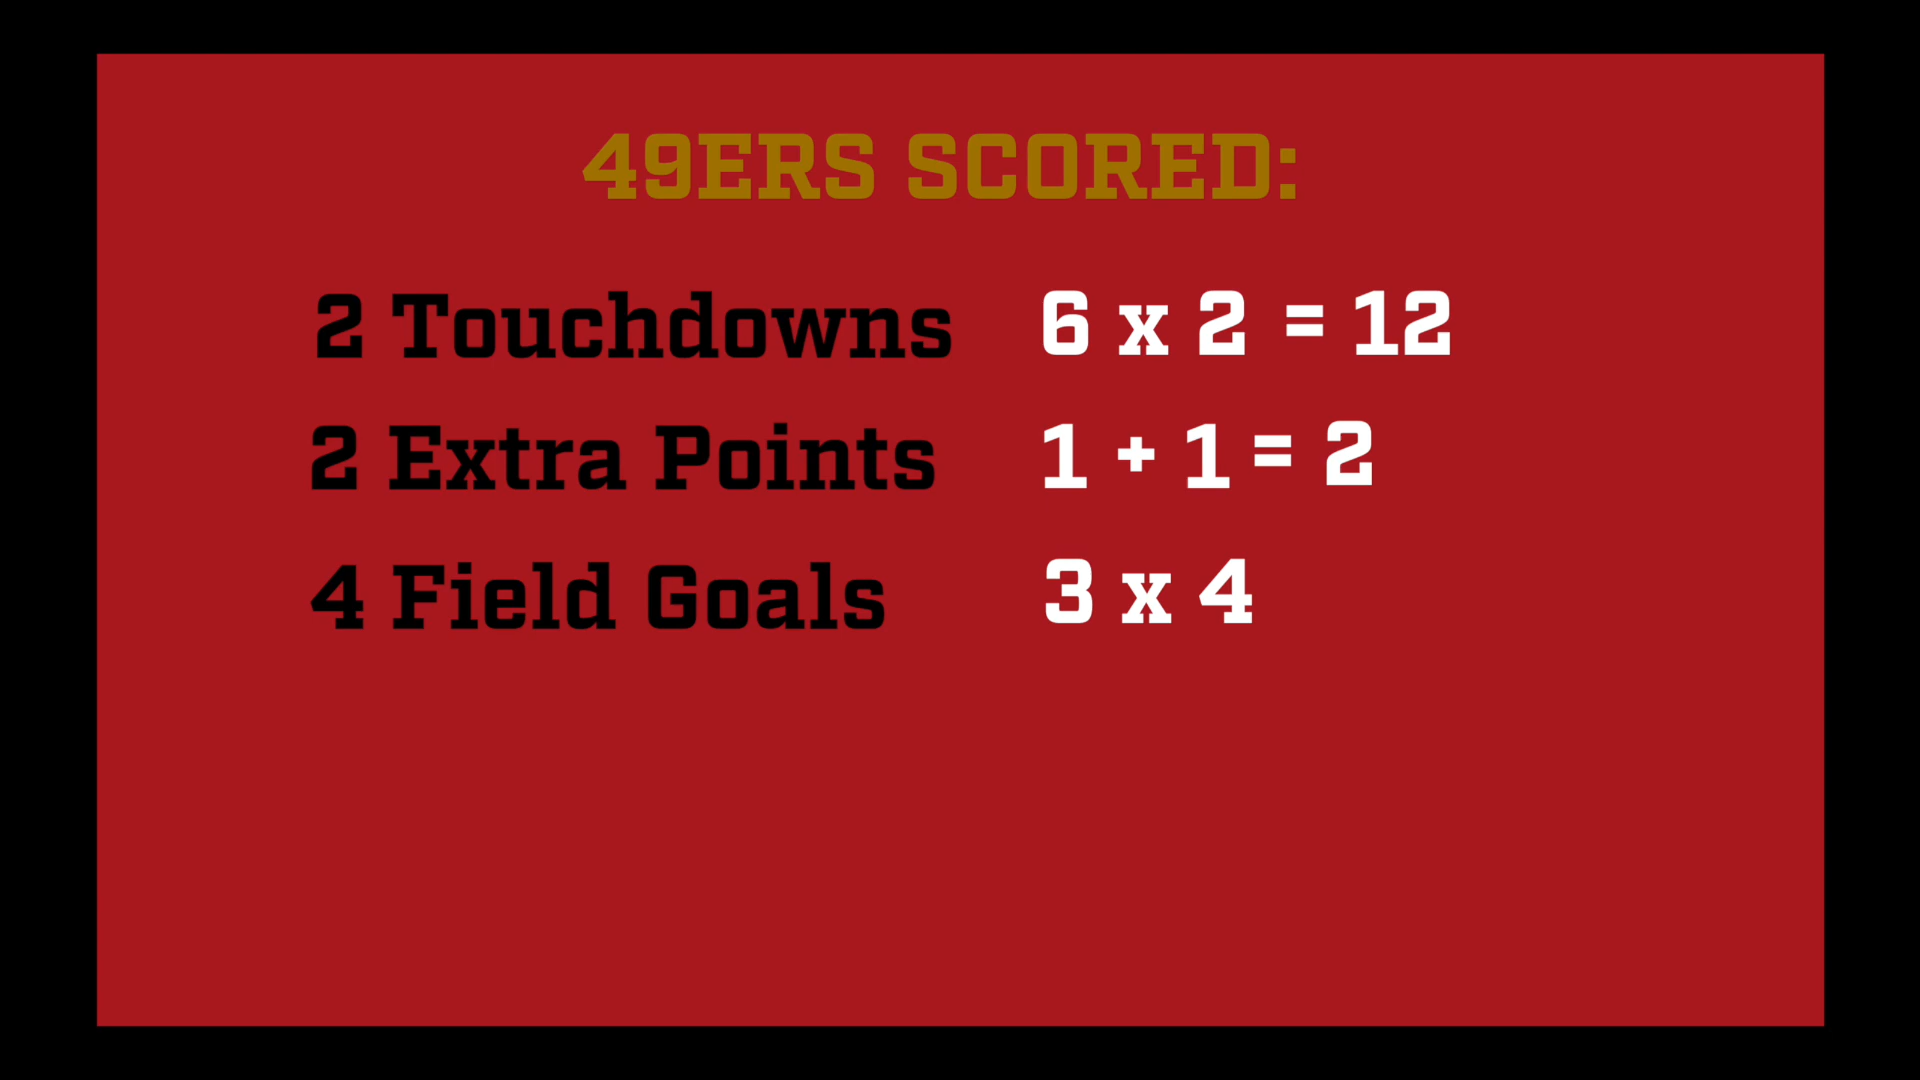 49ERS SCORED:
2 Touchdowns 6 x 2 = 12
2 Extra Points 1 + 1 = 2
4 Field Goals 3 x 4